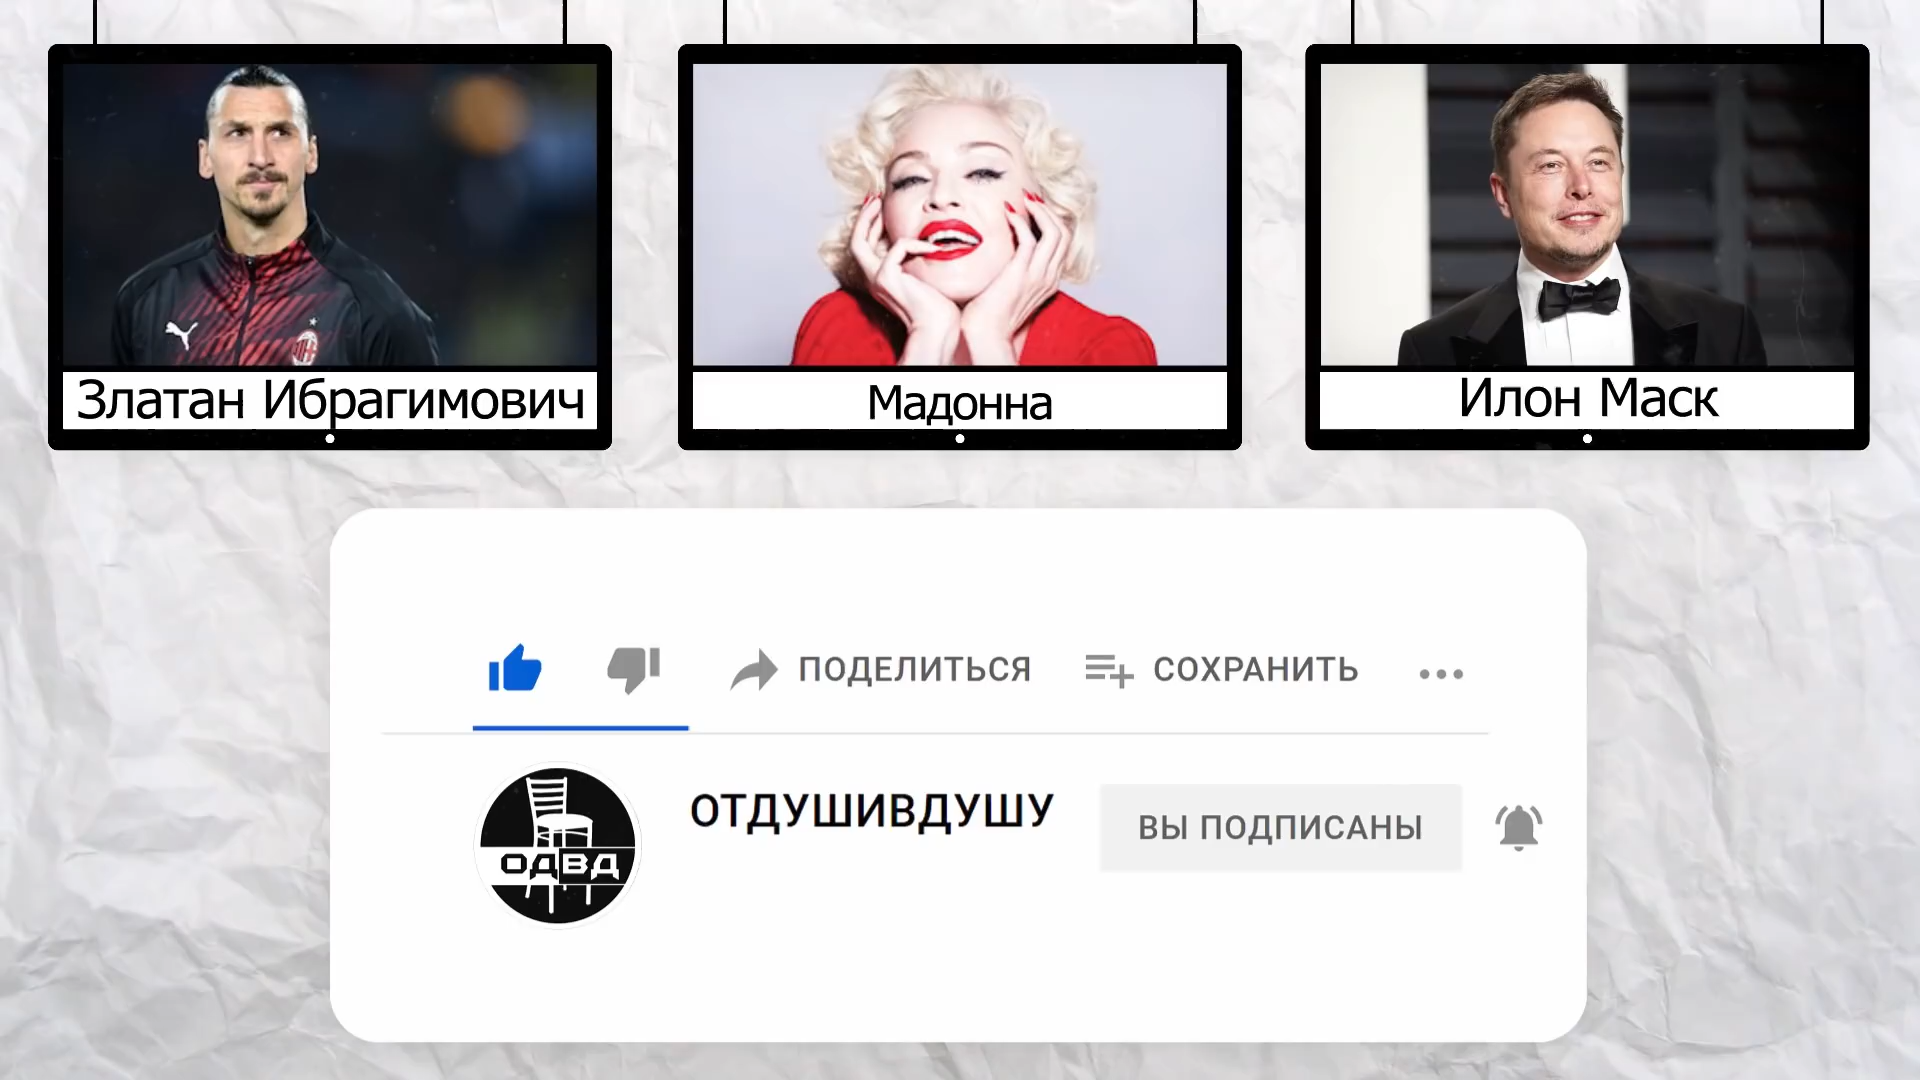 Златан Ибрагимович
Мадонна
Илон Маск
ПОДЕЛИТЬСЯ
СОХРАНИТЬ
ОТДУШИВДУШУ
ВЫ ПОДПИСАНЫ
ОДВД